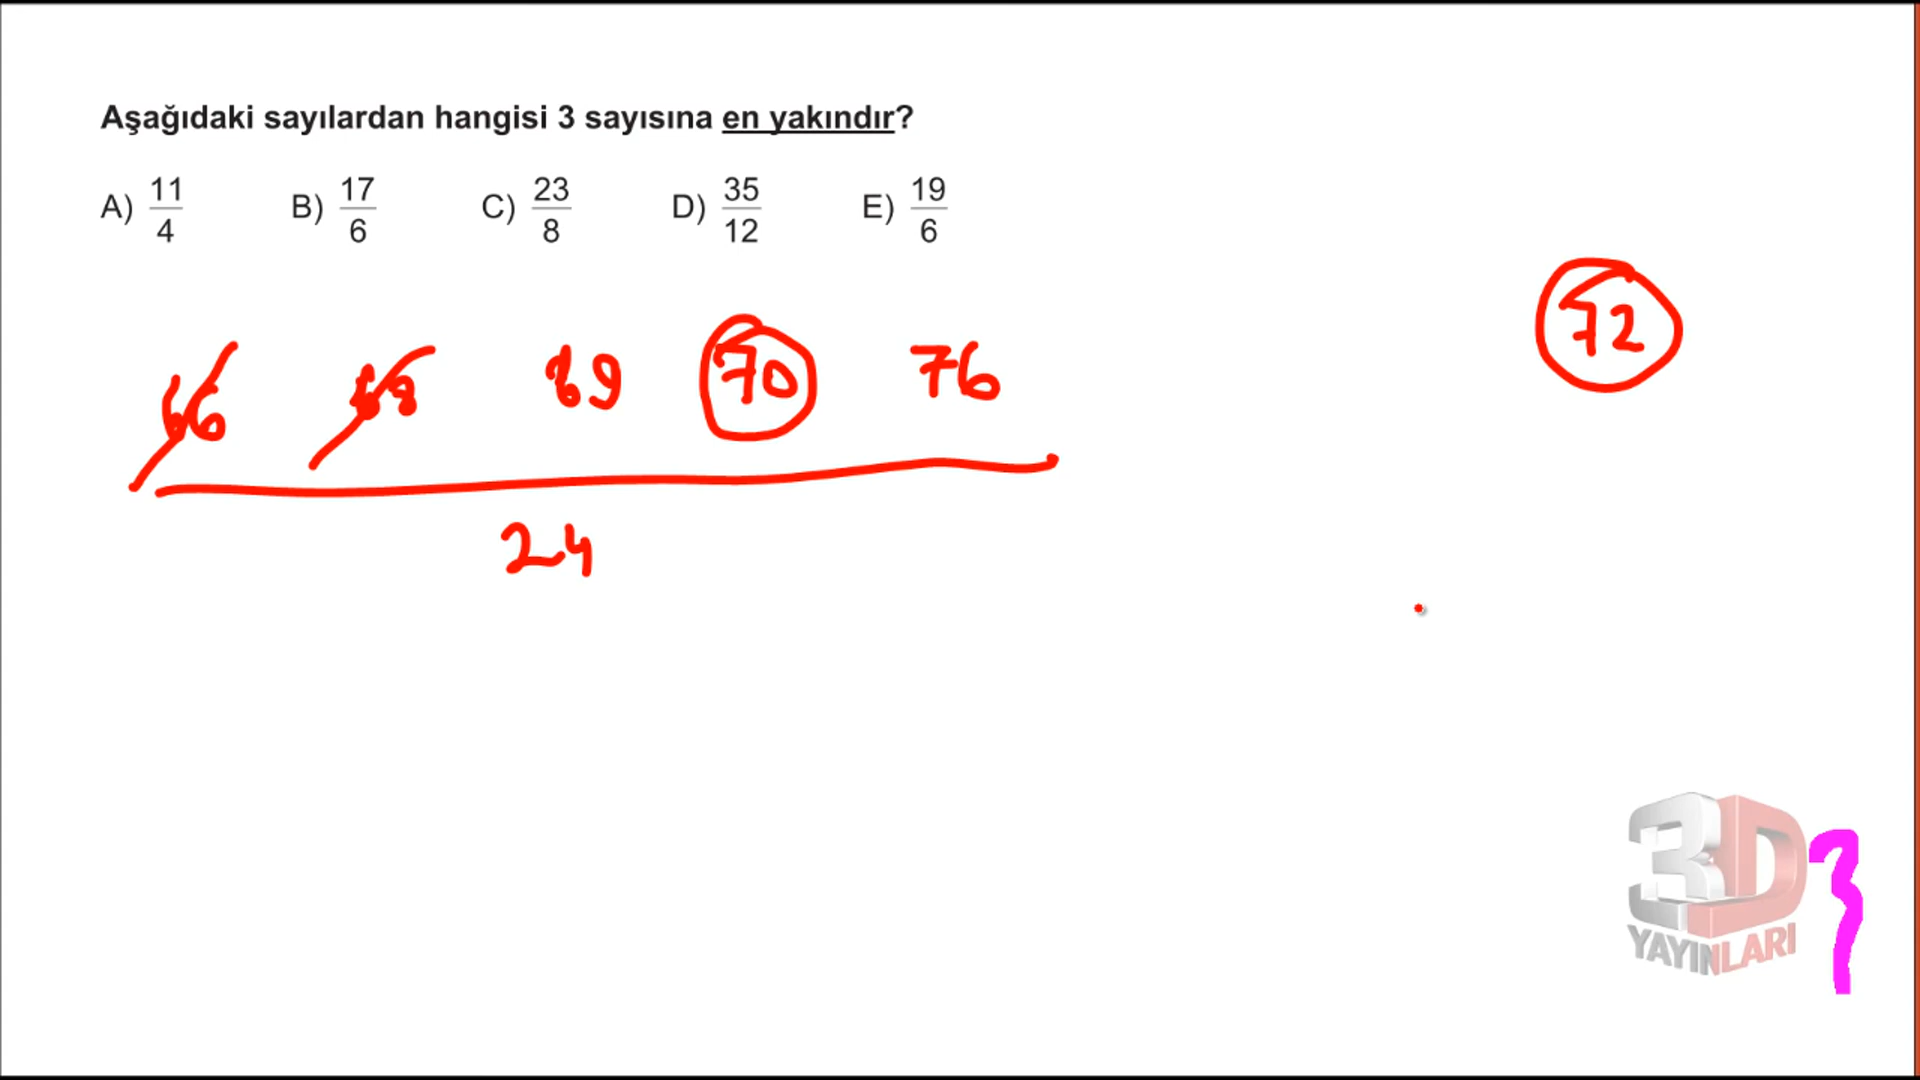 Aşağıdaki sayılardan hangisi 3 sayısına en yakındır?
A) 11/4 B) 17/6 C) 23/8 D) 35/12 E) 19/6
72
66 68 69 70 76
24
3D
YAYINLARI